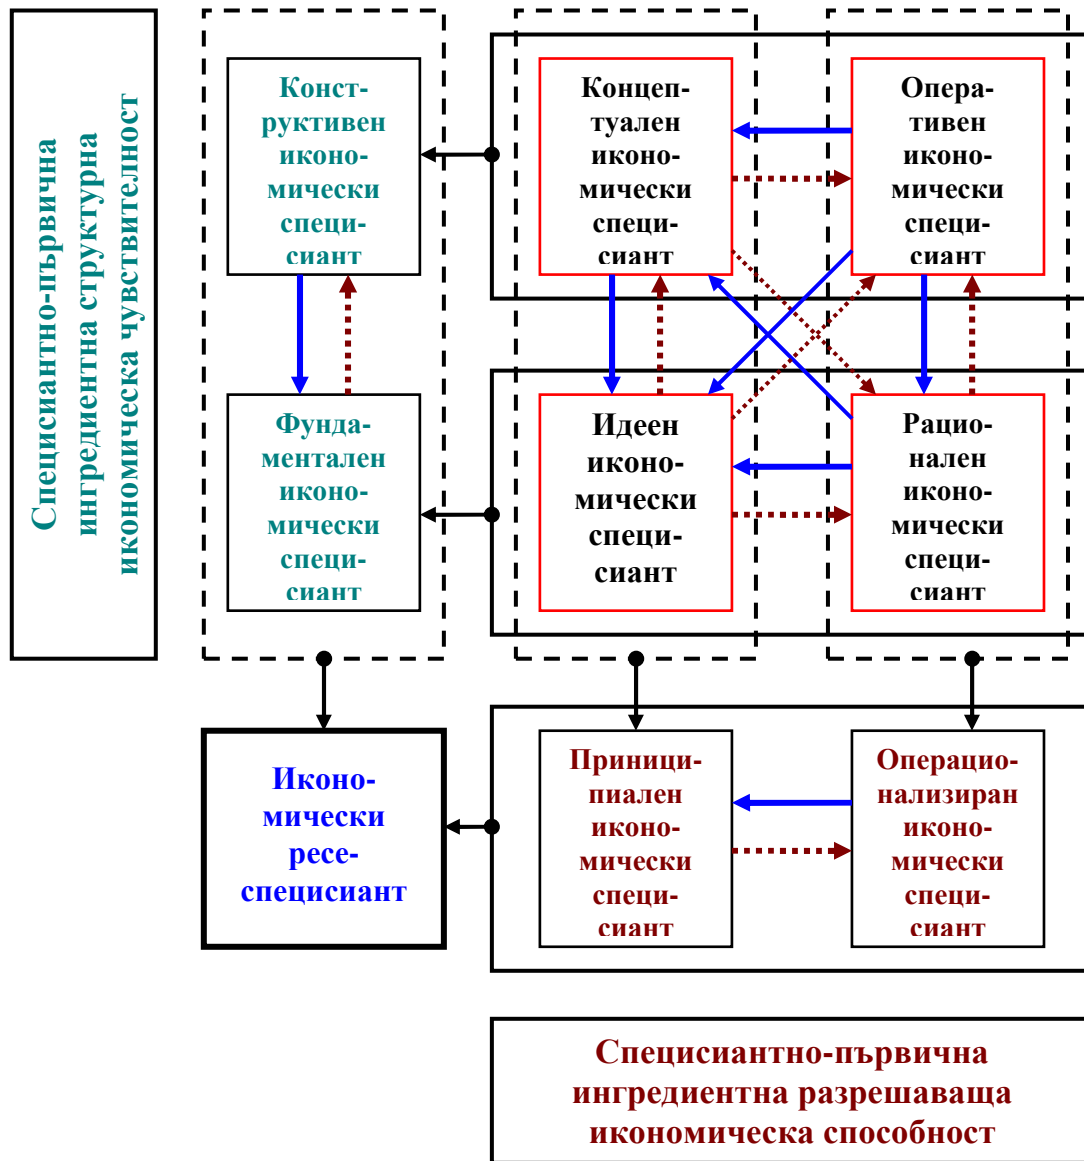 Специсиантно-първична
ингредиентна структурна
икономическа чувствителност
Конст-
руктивен
иконо-
мически
специ-
сиант
Концеп-
туален
иконо-
мически
специ-
сиант
Опера-
тивен
иконо-
мически
специ-
сиант
Фунда-
ментален
иконо-
мически
специ-
сиант
Идеен
иконо-
мически
специ-
сиант
Рацио-
нален
иконо-
мически
специ-
сиант
Иконо-
мически
ресе-
специсиант
Приници-
пиален
иконо-
мически
специ-
сиант
Операцио-
нализиран
иконо-
мически
специ-
сиант
Специсиантно-първична
ингредиентна разрешаваща
икономическа способност